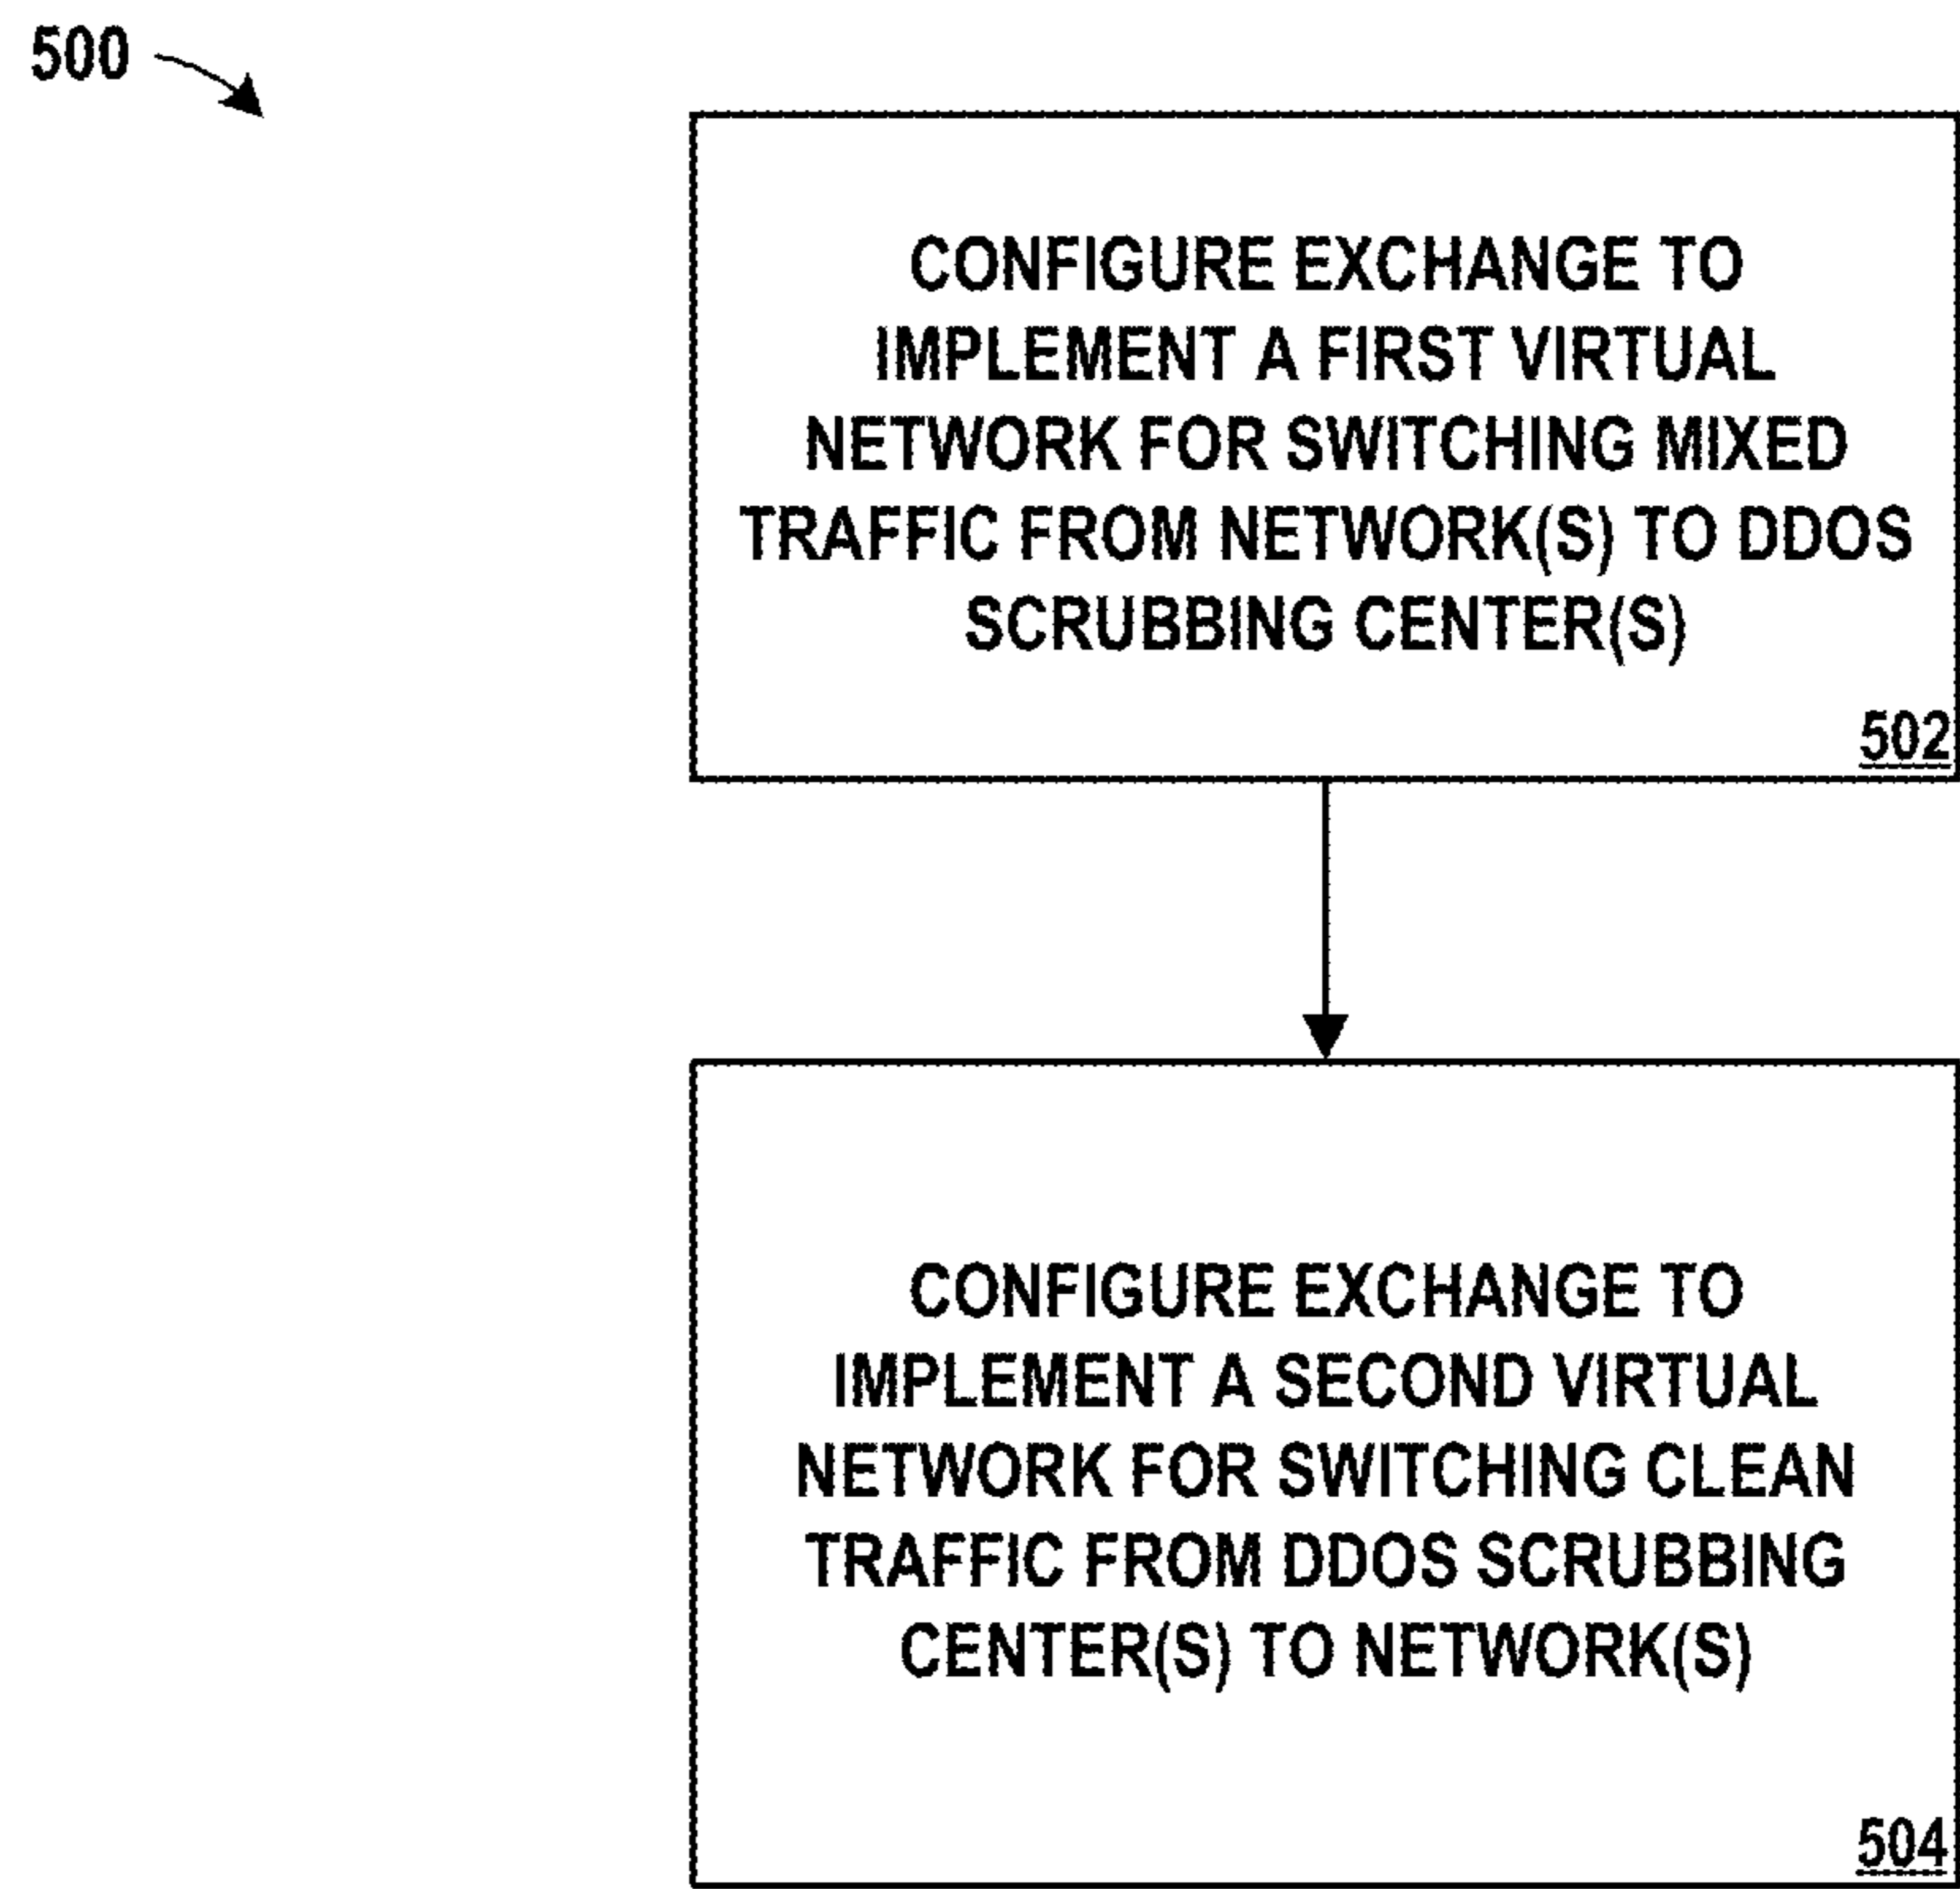 500
CONFIGURE EXCHANGE TO
IMPLEMENT A FIRST VIRTUAL
NETWORK FOR SWITCHING MIXED
TRAFFIC FROM NETWORK(S) TO DDOS
SCRUBBING CENTER(S)
502
CONFIGURE EXCHANGE TO
IMPLEMENT A SECOND VIRTUAL
NETWORK FOR SWITCHING CLEAN
TRAFFIC FROM DDOS SCRUBBING
CENTER(S) TO NETWORK(S)
504